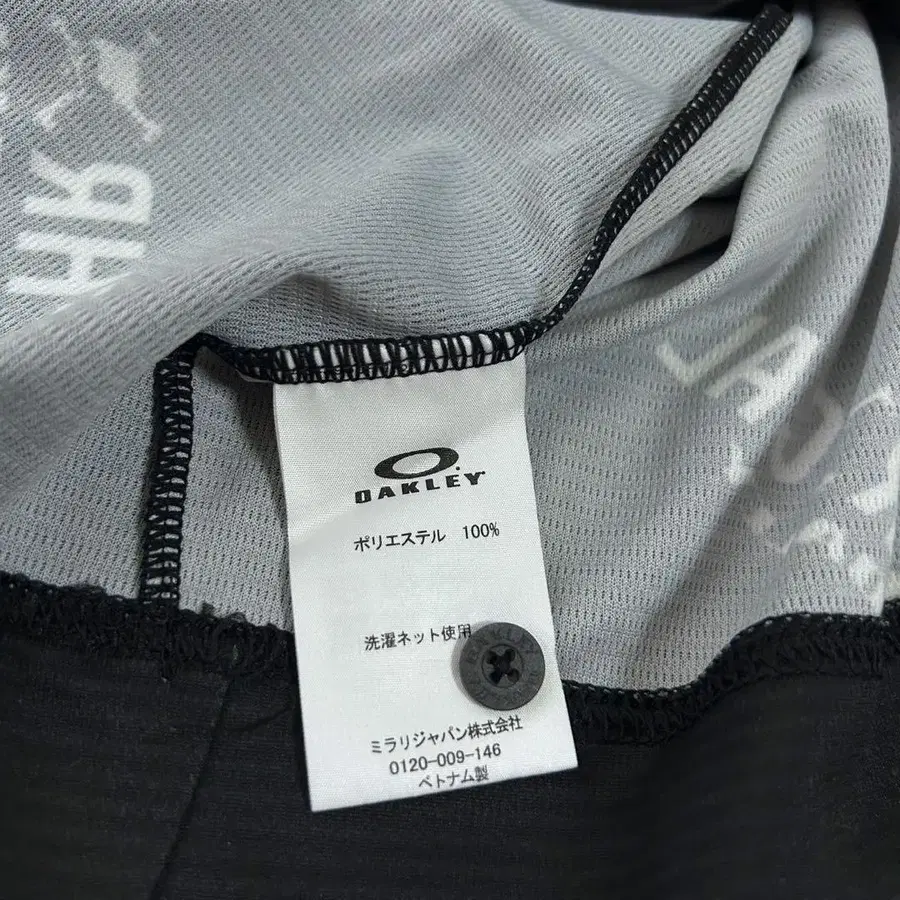 OAKLEY
ポリエステル 100%
洗濯ネット使用
OAKLEY
ミラリジャパン株式会社
0120-009-146
ベトナム製